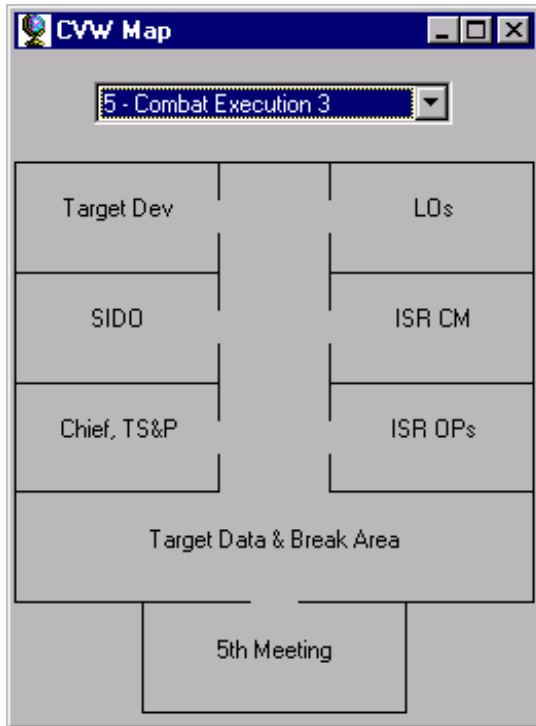 CVW Map
5 - Combat Execution 3
Target Dev
LOs
SIDO
ISR CM
Chief, TS&P
ISR OPs
Target Data & Break Area
5th Meeting